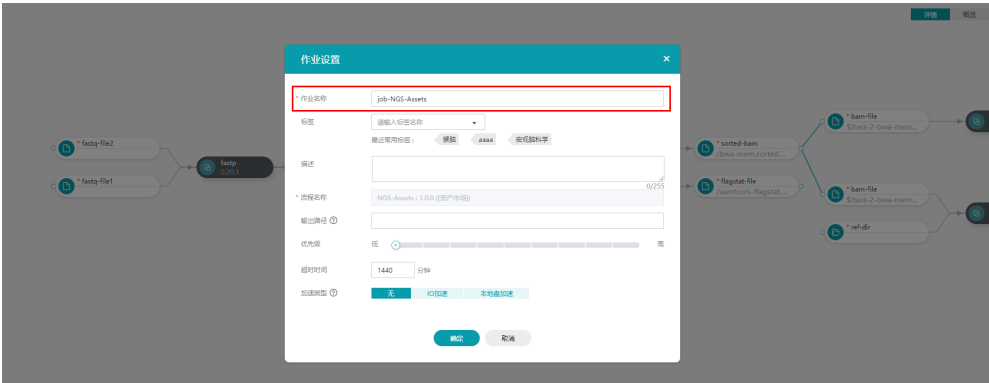 详情 概览
作业设置 ×
* 作业名称 job-NGS-Assets
标签 请输入标签名称
最近常用标签： 猴脑 aaaa 宏观脑科学
描述
0/255
* 流程名称 NGS-Assets : 1.0.0 ([资产市场])
输出路径 ?
优先级 低 高
超时时间 1440 分钟
加速类型 ? 无 IO加速 本地盘加速
确定 取消
* fastq-file2
* fastq-file1
fastp
0.20.1
* sorted-bam
/bwa-mem.sorted....
* flagstat-file
/samtools-flagstat....
* bam-file
${task-2-bwa-mem...
* bam-file
${task-2-bwa-mem...
* ref-dir